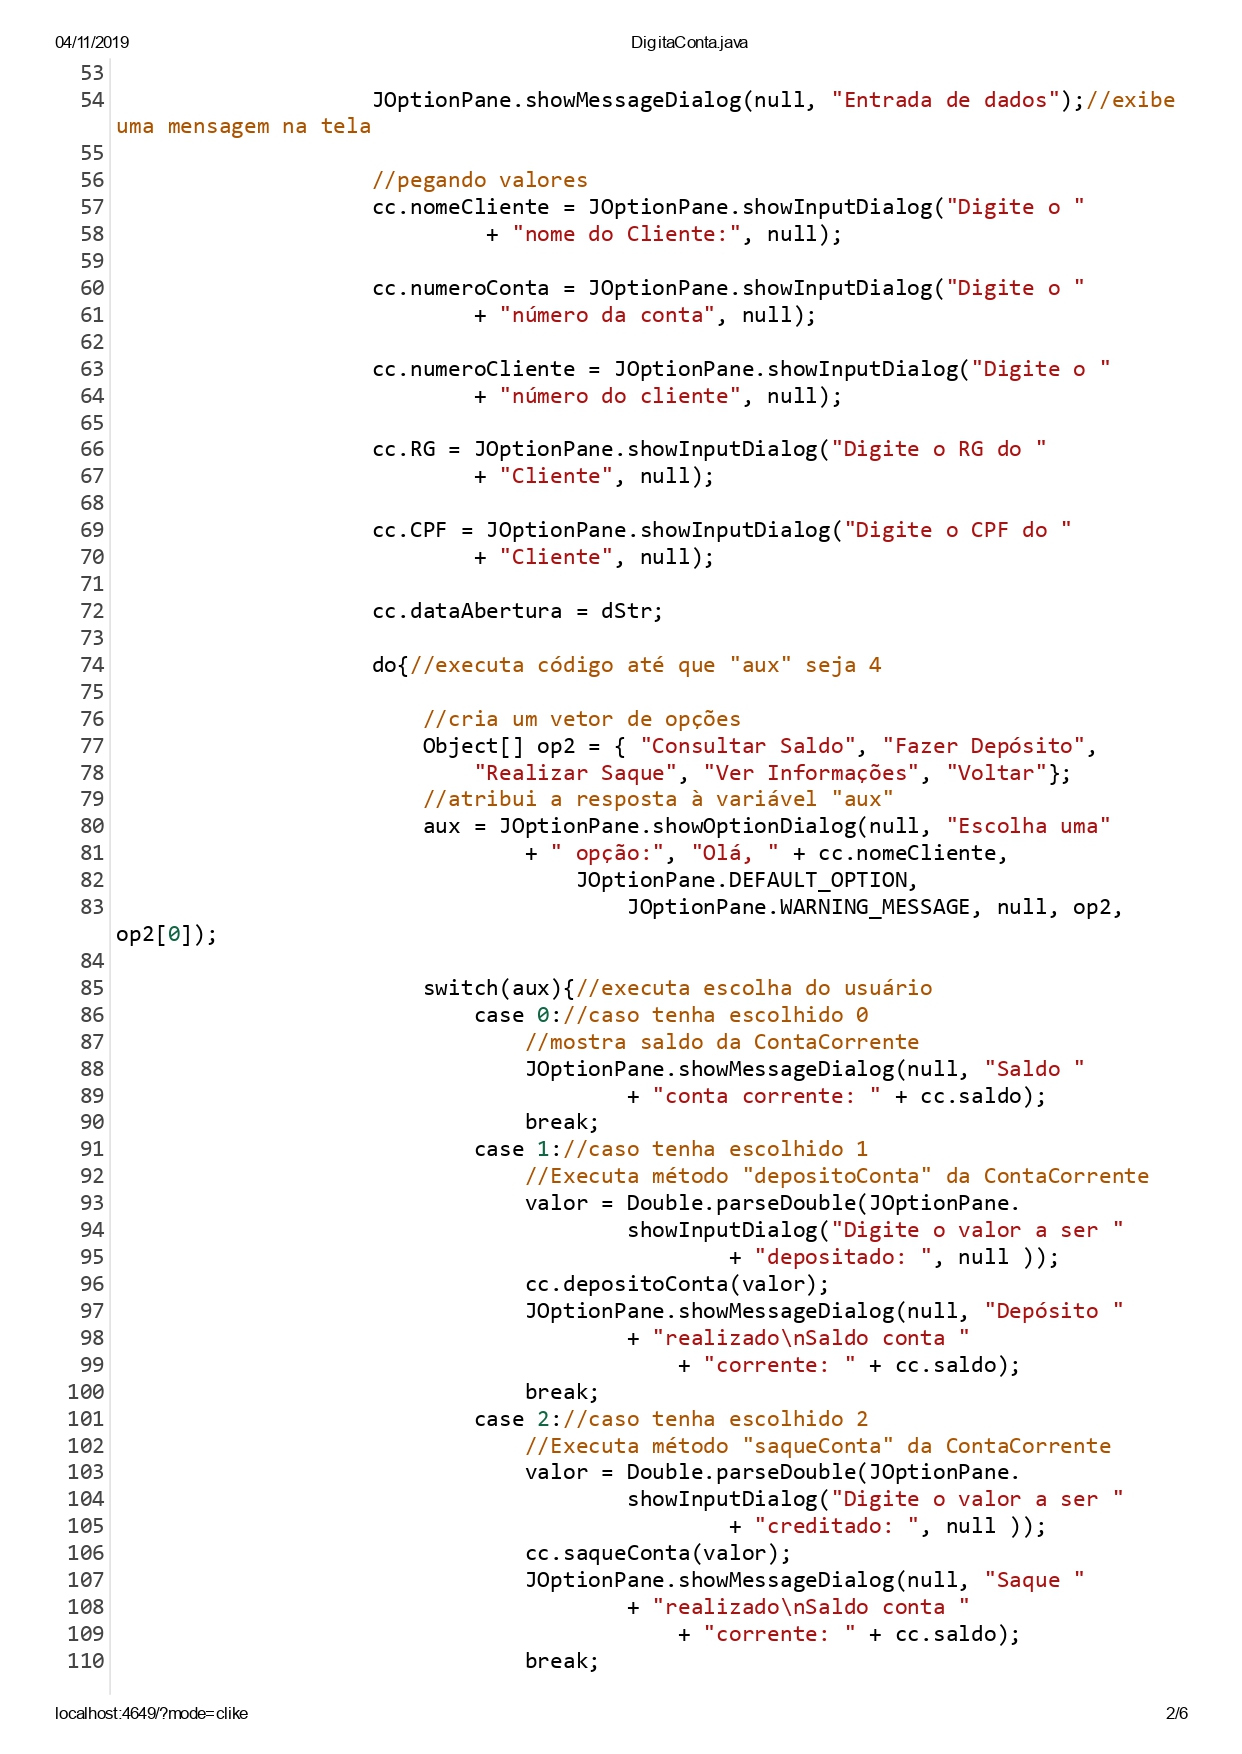 04/11/2019 DigitaConta.java
53
54 JOptionPane.showMessageDialog(null, "Entrada de dados");//exibe
uma mensagem na tela
55
56 //pegando valores
57 cc.nomeCliente = JOptionPane.showInputDialog("Digite o "
58 + "nome do Cliente:", null);
59
60 cc.numeroConta = JOptionPane.showInputDialog("Digite o "
61 + "número da conta", null);
62
63 cc.numeroCliente = JOptionPane.showInputDialog("Digite o "
64 + "número do cliente", null);
65
66 cc.RG = JOptionPane.showInputDialog("Digite o RG do "
67 + "Cliente", null);
68
69 cc.CPF = JOptionPane.showInputDialog("Digite o CPF do "
70 + "Cliente", null);
71
72 cc.dataAbertura = dStr;
73
74 do{//executa código até que "aux" seja 4
75
76 //cria um vetor de opções
77 Object[] op2 = { "Consultar Saldo", "Fazer Depósito",
78 "Realizar Saque", "Ver Informações", "Voltar"};
79 //atribui a resposta à variável "aux"
80 aux = JOptionPane.showOptionDialog(null, "Escolha uma"
81 + " opção:", "Olá, " + cc.nomeCliente,
82 JOptionPane.DEFAULT_OPTION,
83 JOptionPane.WARNING_MESSAGE, null, op2,
op2[0]);
84
85 switch(aux){//executa escolha do usuário
86 case 0://caso tenha escolhido 0
87 //mostra saldo da ContaCorrente
88 JOptionPane.showMessageDialog(null, "Saldo "
89 + "conta corrente: " + cc.saldo);
90 break;
91 case 1://caso tenha escolhido 1
92 //Executa método "depositoConta" da ContaCorrente
93 valor = Double.parseDouble(JOptionPane.
94 showInputDialog("Digite o valor a ser "
95 + "depositado: ", null ));
96 cc.depositoConta(valor);
97 JOptionPane.showMessageDialog(null, "Depósito "
98 + "realizado\nSaldo conta "
99 + "corrente: " + cc.saldo);
100 break;
101 case 2://caso tenha escolhido 2
102 //Executa método "saqueConta" da ContaCorrente
103 valor = Double.parseDouble(JOptionPane.
104 showInputDialog("Digite o valor a ser "
105 + "creditado: ", null ));
106 cc.saqueConta(valor);
107 JOptionPane.showMessageDialog(null, "Saque "
108 + "realizado\nSaldo conta "
109 + "corrente: " + cc.saldo);
110 break;
localhost:4649/?mode=clike 2/6